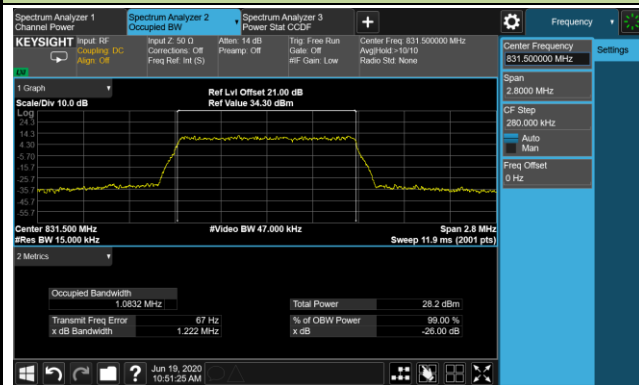 Spectrum Analyzer 1
Channel Power
Spectrum Analyzer 2
Occupied BW
Spectrum Analyzer 3
Power Stat CCDF
+
Frequency
KEYSIGHT
Input: RF
Coupling: DC
Align: Off
Input Z: 50 Ω
Corrections: Off
Freq Ref: Int (S)
Atten: 14 dB
Preamp: Off
Trig: Free Run
Gate: Off
#IF Gain: Low
Center Freq: 831.500000 MHz
Avg|Hold:>10/10
Radio Std: None
Center Frequency
831.500000 MHz
Settings
Span
2.8000 MHz
CF Step
280.000 kHz
Auto
Man
Freq Offset
0 Hz
1 Graph
Scale/Div 10.0 dB
Ref Lvl Offset 21.00 dB
Ref Value 34.30 dBm
Log
24.3
14.3
4.30
-5.70
-15.7
-25.7
-35.7
-45.7
-55.7
Center 831.500 MHz
#Video BW 47.000 kHz
Span 2.8 MHz
#Res BW 15.000 kHz
Sweep 11.9 ms (2001 pts)
2 Metrics
Occupied Bandwidth
1.0832 MHz
Total Power 28.2 dBm
Transmit Freq Error 67 Hz
% of OBW Power 99.00 %
x dB Bandwidth 1.222 MHz
x dB -26.00 dB
?
Jun 19, 2020
10:51:25 AM